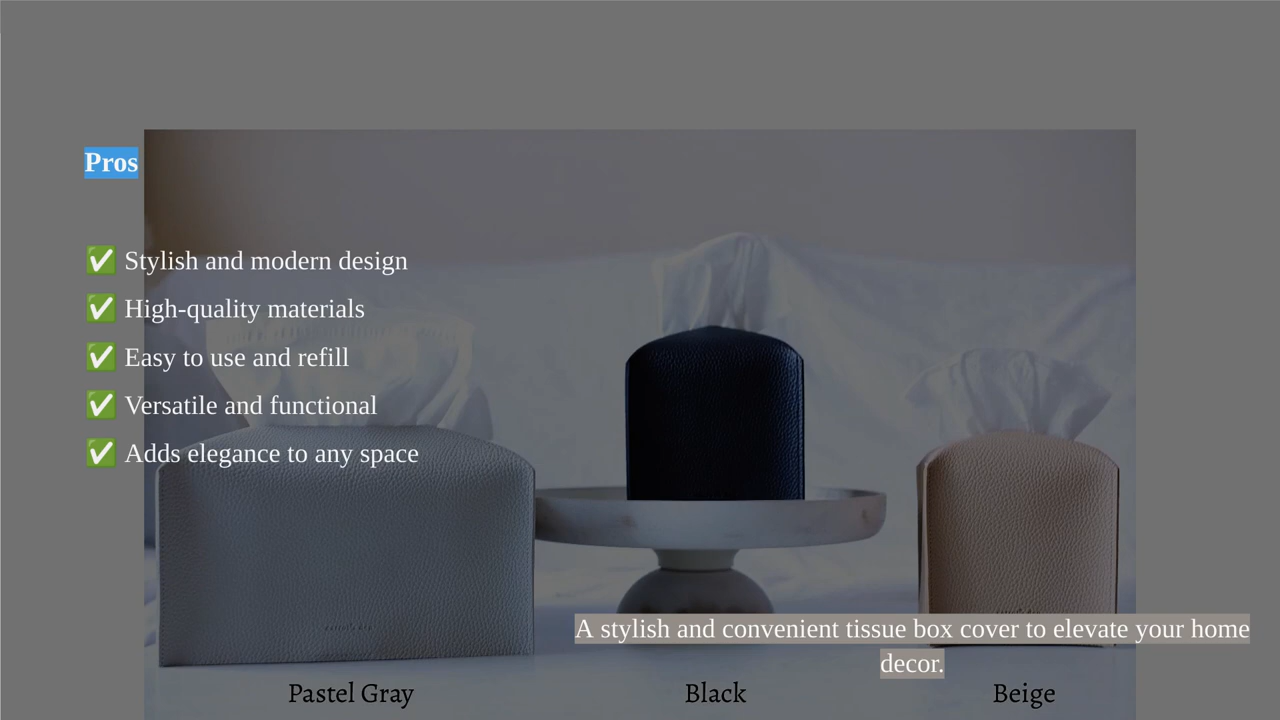 Pros
✅ Stylish and modern design
✅ High-quality materials
✅ Easy to use and refill
✅ Versatile and functional
✅ Adds elegance to any space
A stylish and convenient tissue box cover to elevate your home
decor.
Pastel Gray
Black
Beige